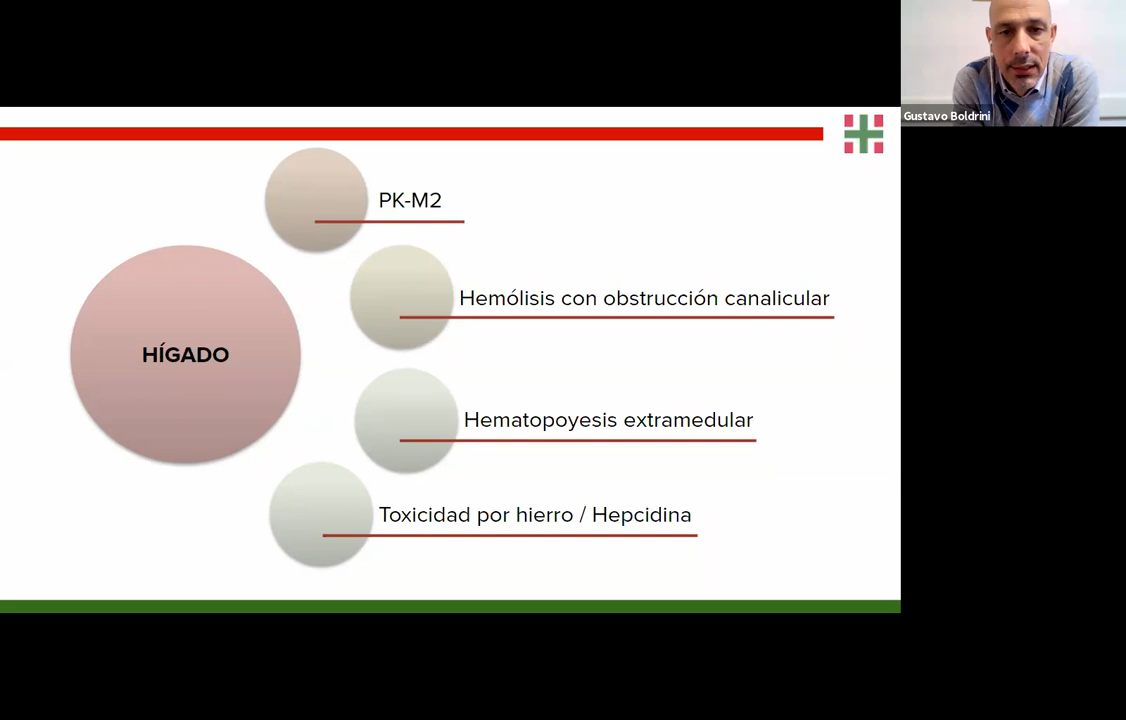 Gustavo Boldrini
PK-M2
Hemólisis con obstrucción canalicular
HÍGADO
Hematopoyesis extramedular
Toxicidad por hierro / Hepcidina